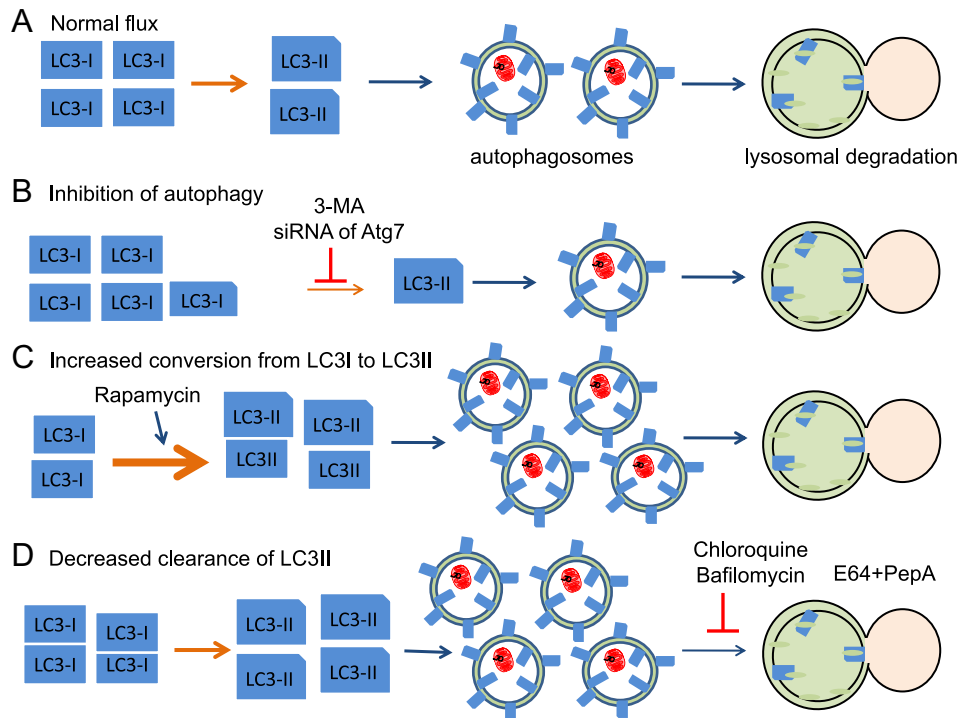 A Normal flux
LC3-I LC3-I
LC3-II
LC3-I LC3-I
LC3-II
autophagosomes
lysosomal degradation
B Inhibition of autophagy
3-MA
siRNA of Atg7
LC3-I LC3-I
LC3-I LC3-I LC3-I
LC3-II
C Increased conversion from LC3I to LC3II
Rapamycin
LC3-I
LC3-I
LC3-II LC3-II
LC3II LC3II
D Decreased clearance of LC3II
Chloroquine
Bafilomycin
E64+PepA
LC3-I LC3-I
LC3-I LC3-I
LC3-II LC3-II
LC3-II LC3-II